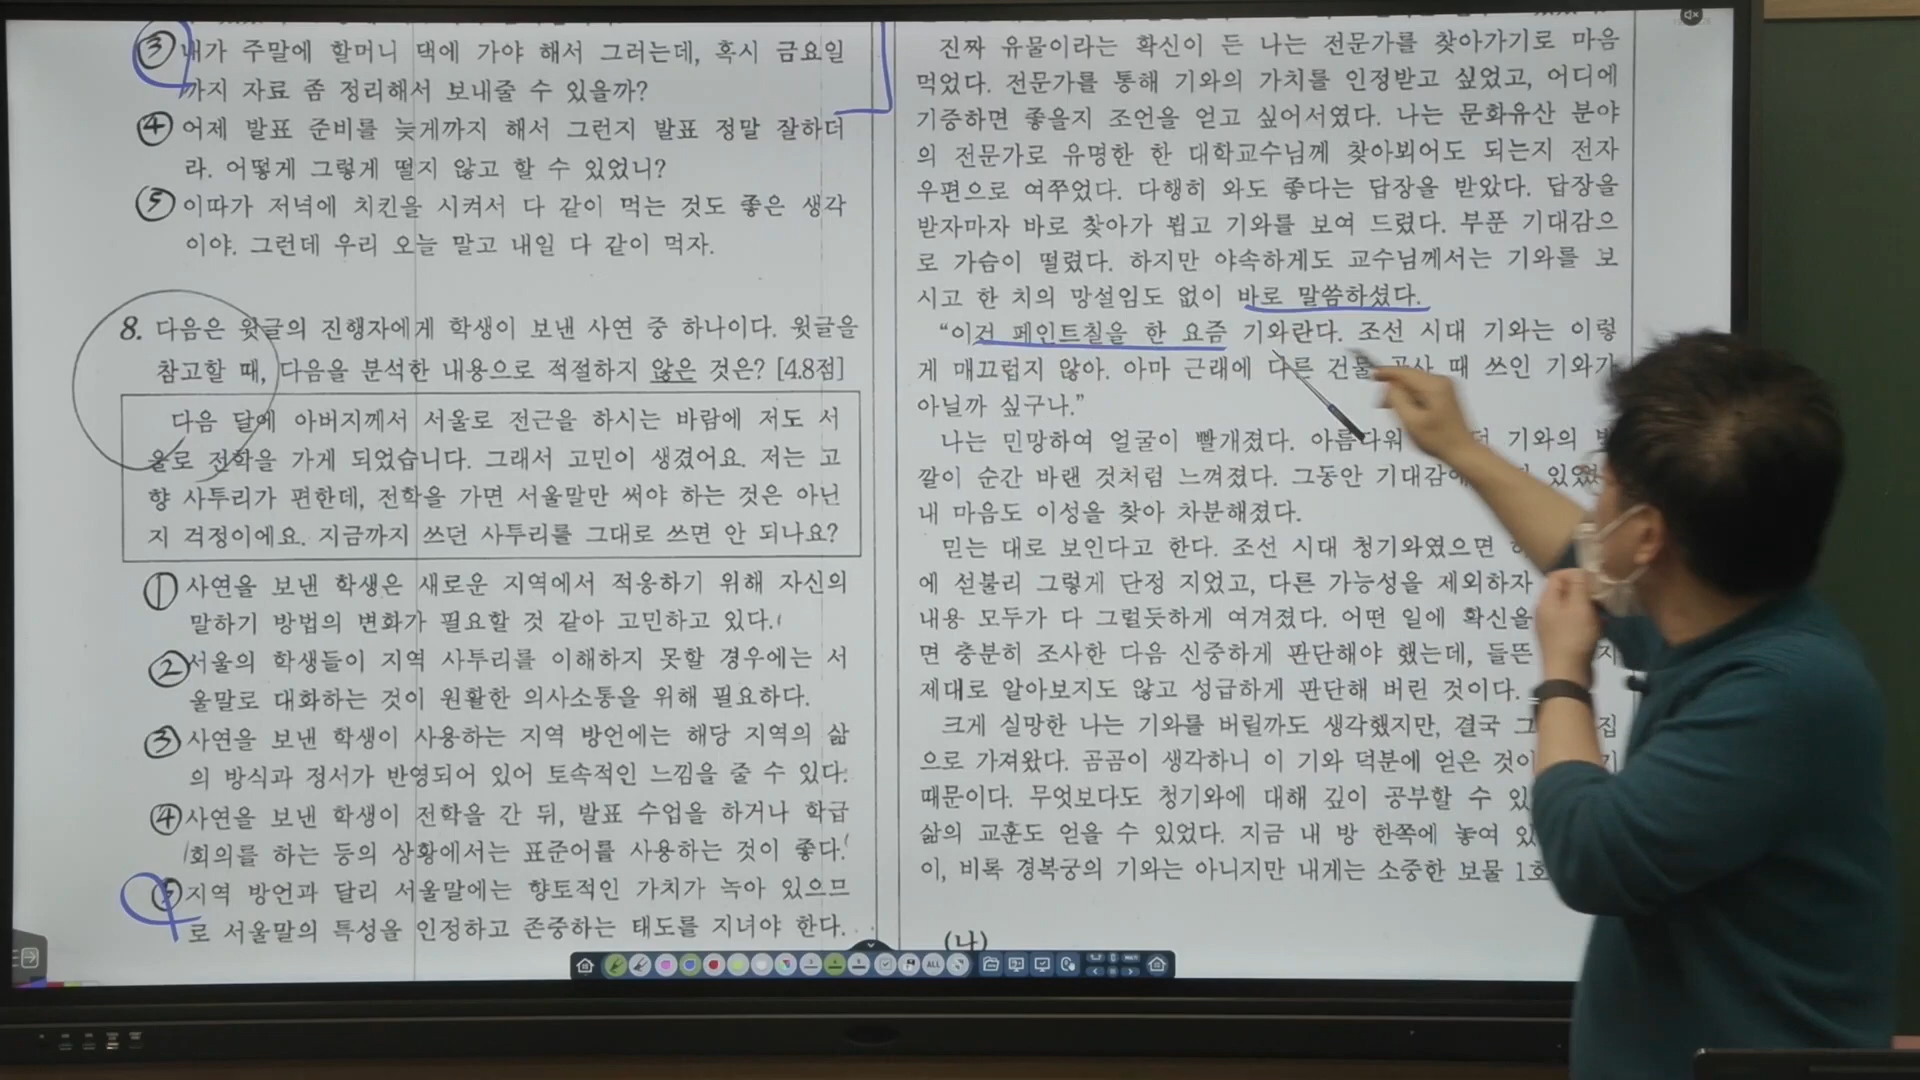 ③ 내가 주말에 할머니 댁에 가야 해서 그러는데, 혹시 금요일
까지 자료 좀 정리해서 보내줄 수 있을까?
④ 어제 발표 준비를 늦게까지 해서 그런지 발표 정말 잘하더
라. 어떻게 그렇게 떨지 않고 할 수 있었니?
⑤ 이따가 저녁에 치킨을 시켜서 다 같이 먹는 것도 좋은 생각
이야. 그런데 우리 오늘 말고 내일 다 같이 먹자.
8. 다음은 윗글의 진행자에게 학생이 보낸 사연 중 하나이다. 윗글을
참고할 때, 다음을 분석한 내용으로 적절하지 않은 것은? [4.8점]
다음 달에 아버지께서 서울로 전근을 하시는 바람에 저도 서
울로 전학을 가게 되었습니다. 그래서 고민이 생겼어요. 저는 고
향 사투리가 편한데, 전학을 가면 서울말만 써야 하는 것은 아닌
지 걱정이에요. 지금까지 쓰던 사투리를 그대로 쓰면 안 되나요?
① 사연을 보낸 학생은 새로운 지역에서 적응하기 위해 자신의
말하기 방법의 변화가 필요할 것 같아 고민하고 있다.
② 서울의 학생들이 지역 사투리를 이해하지 못할 경우에는 서
울말로 대화하는 것이 원활한 의사소통을 위해 필요하다.
③ 사연을 보낸 학생이 사용하는 지역 방언에는 해당 지역의 삶
의 방식과 정서가 반영되어 있어 토속적인 느낌을 줄 수 있다.
④ 사연을 보낸 학생이 전학을 간 뒤, 발표 수업을 하거나 학급
회의를 하는 등의 상황에서는 표준어를 사용하는 것이 좋다.
⑤ 지역 방언과 달리 서울말에는 향토적인 가치가 녹아 있으므
로 서울말의 특성을 인정하고 존중하는 태도를 지녀야 한다.
진짜 유물이라는 확신이 든 나는 전문가를 찾아가기로 마음
먹었다. 전문가를 통해 기와의 가치를 인정받고 싶었고, 어디에
기증하면 좋을지 조언을 얻고 싶어서였다. 나는 문화유산 분야
의 전문가로 유명한 한 대학교수님께 찾아뵈어도 되는지 전자
우편으로 여쭈었다. 다행히 와도 좋다는 답장을 받았다. 답장을
받자마자 바로 찾아가 뵙고 기와를 보여 드렸다. 부푼 기대감으
로 가슴이 떨렸다. 하지만 야속하게도 교수님께서는 기와를 보
시고 한 치의 망설임도 없이 바로 말씀하셨다.
“이건 페인트칠을 한 요즘 기와란다. 조선 시대 기와는 이렇
게 매끄럽지 않아. 아마 근래에 다른 건물 공사 때 쓰인 기와가
아닐까 싶구나.”
나는 민망하여 얼굴이 빨개졌다. 기와의
깔이 순간 바랜 것처럼 느껴졌다. 그동안
내 마음도 이성을 찾아 차분해졌다.
믿는 대로 보인다고 한다. 조선 시대 청기와였으면
에 선불리 그렇게 단정 지었고, 다른 가능성을 제외하자
내용 모두가 다 그럴듯하게 여겨졌다. 어떤 일에 확신을
면 충분히 조사한 다음 신중하게 판단해야 했는데, 들뜬
제대로 알아보지도 않고 성급하게 판단해 버린 것이다.
크게 실망한 나는 기와를 버릴까도 생각했지만, 결국 집
으로 가져왔다. 곰곰이 생각하니 이 기와 덕분에 얻은 것이
때문이다. 무엇보다도 청기와에 대해 깊이 공부할 수
삶의 교훈도 얻을 수 있었다. 지금 내 방 한쪽에 놓여
이, 비록 경복궁의 기와는 아니지만 내게는 소중한 보물 1호
(나)
ALL